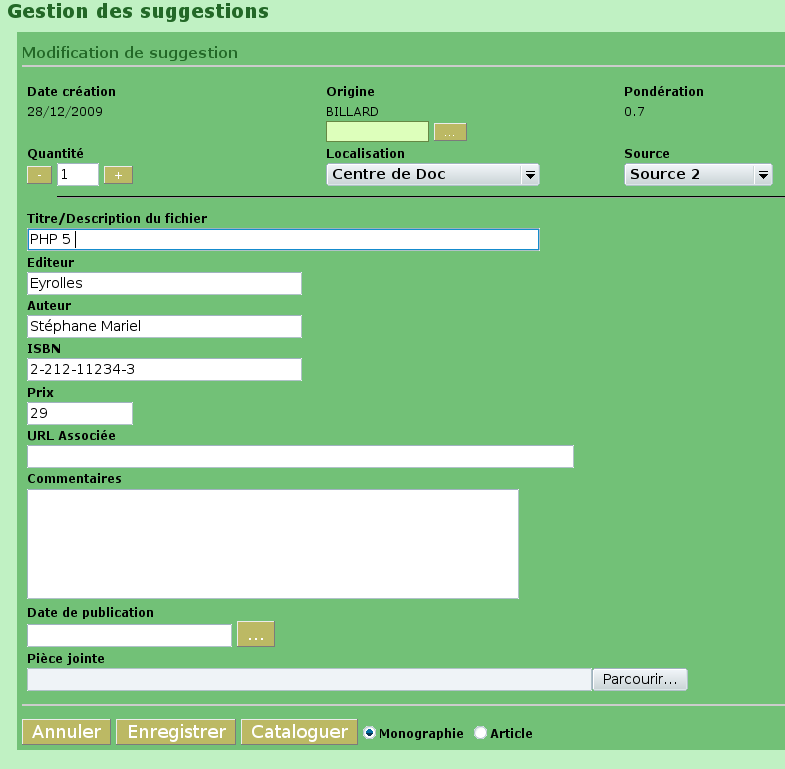 Gestion des suggestions
Modification de suggestion
Date création Origine Pondération
28/12/2009 BILLARD 0.7
...
Quantité Localisation Source
- 1 + Centre de Doc Source 2
Titre/Description du fichier
PHP 5
Editeur
Eyrolles
Auteur
Stéphane Mariel
ISBN
2-212-11234-3
Prix
29
URL Associée
Commentaires
Date de publication
...
Pièce jointe
Parcourir...
Annuler Enregistrer Cataloguer Monographie Article